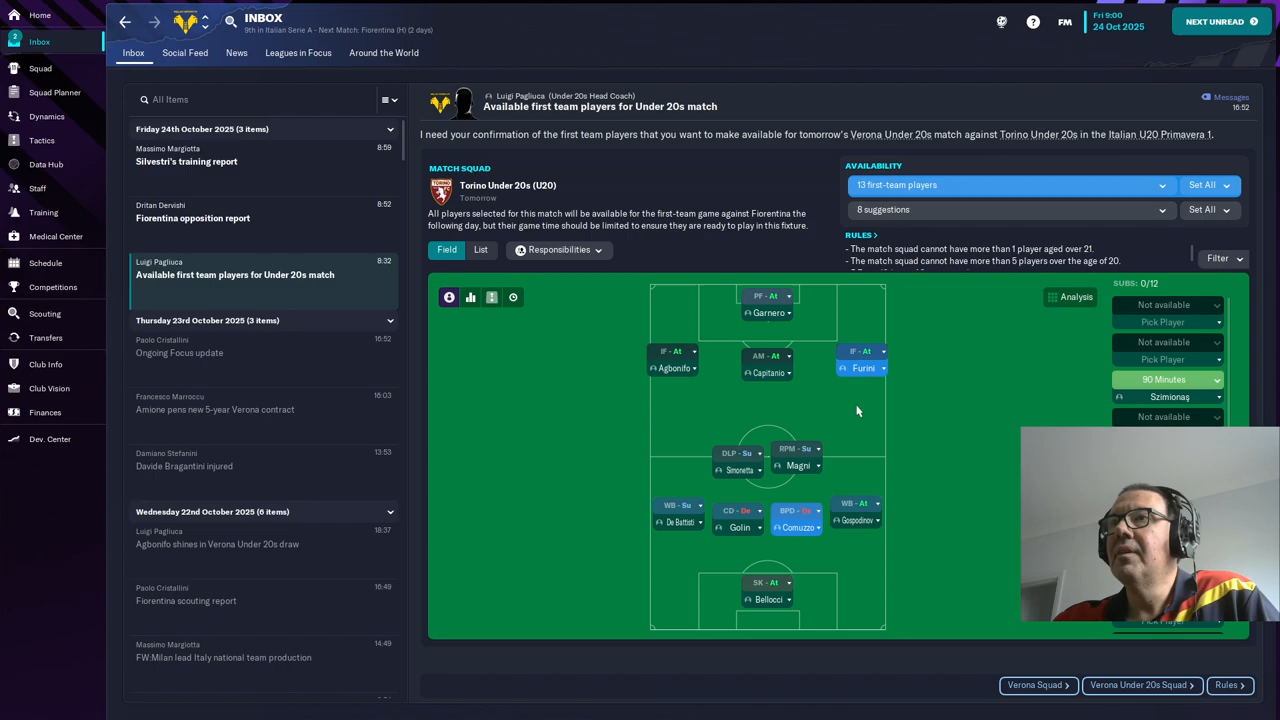 Home
2
Inbox
Squad
Squad Planner
Dynamics
Tactics
Data Hub
Staff
Training
Medical Center
Schedule
Competitions
Scouting
Transfers
Club Info
Club Vision
Finances
Dev. Center
INBOX
9th in Italian Serie A - Next Match: Fiorentina (H) (2 days)
FM
Fri 9:00
24 Oct 2025
NEXT UNREAD
Inbox
Social Feed
News
Leagues in Focus
Around the World
All Items
Friday 24th October 2025 (3 items)
Massimo Margiotta
8:59
Silvestri's training report
Dritan Dervishi
8:52
Fiorentina opposition report
Luigi Pagliuca
8:32
Available first team players for Under 20s match
Thursday 23rd October 2025 (3 items)
Paolo Cristallini
16:52
Ongoing Focus update
Francesco Marroccu
16:03
Amione pens new 5-year Verona contract
Damiano Stefanini
13:53
Davide Bragantini injured
Wednesday 22nd October 2025 (6 items)
Luigi Pagliuca
18:37
Agbonifo shines in Verona Under 20s draw
Paolo Cristallini
16:49
Fiorentina scouting report
Massimo Margiotta
14:49
FW:Milan lead Italy national team production
Luigi Pagliuca (Under 20s Head Coach)
Available first team players for Under 20s match
Messages
16:52
I need your confirmation of the first team players that you want to make available for tomorrow's Verona Under 20s match against Torino Under 20s in the Italian U20 Primavera 1.
MATCH SQUAD
Torino Under 20s (U20)
Tomorrow
All players selected for this match will be available for the first-team game against Fiorentina the
following day, but their game time should be limited to ensure they are ready to play in this fixture.
AVAILABILITY
13 first-team players
Set All
8 suggestions
Set All
RULES
- The match squad cannot have more than 1 player aged over 21.
- The match squad cannot have more than 5 players over the age of 20.
Filter
Field
List
Responsibilities
Analysis
PF - At
Garnero
IF - At
Agbonifo
AM - At
Capitanio
IF - At
Furini
DLP - Su
Simonetta
RPM - Su
Magni
WB - Su
De Battisti
CD - De
Golin
BPD - De
Comuzzo
WB - At
Gospodinov
SK - At
Bellocci
SUBS: 0/12
Not available
Pick Player
Not available
Pick Player
90 Minutes
Szimionaş
Not available
Pick Player
Verona Squad
Verona Under 20s Squad
Rules